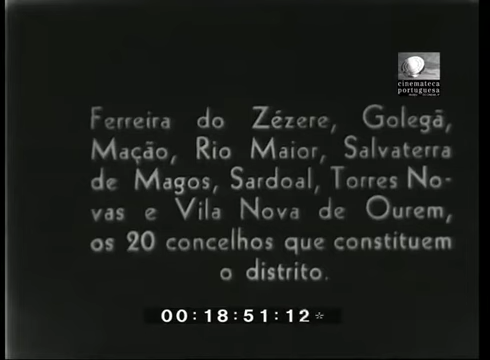 cinemateca
portuguesa
Ferreira do Zézere, Golegã,
Mação, Rio Maior, Salvaterra
de Magos, Sardoal, Torres No-
vas e Vila Nova de Ourem,
os 20 concelhos que constituem
o distrito.
00:18:51:12*